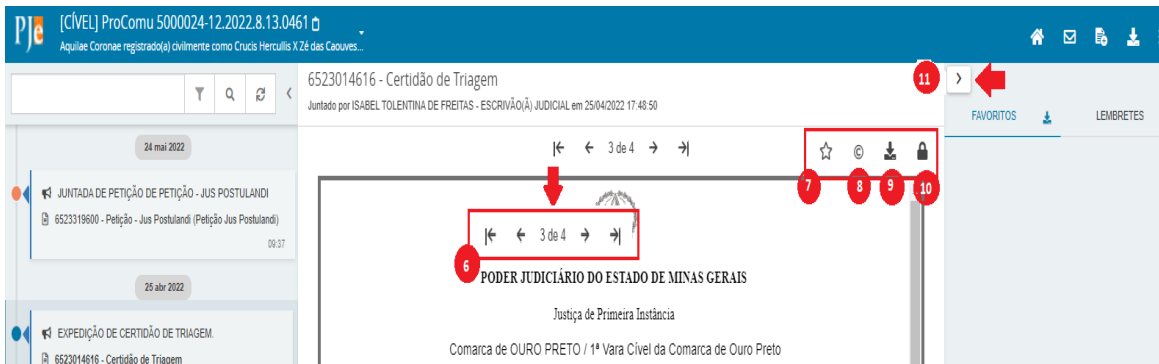 PJe
[CÍVEL] ProComu 5000024-12.2022.8.13.0461
Aquilae Coronae registrado(a) civilmente como Crucis Hercullis X Zé das Caouves...
6523014616 - Certidão de Triagem
Juntado por ISABEL TOLENTINA DE FREITAS - ESCRIVÃO(Ã) JUDICIAL em 25/04/2022 17:48:50
11
FAVORITOS
LEMBRETES
24 mai 2022
3 de 4
7
8
9
10
JUNTADA DE PETIÇÃO DE PETIÇÃO - JUS POSTULANDI
6523319600 - Petição - Jus Postulandi (Petição Jus Postulandi)
09:37
3 de 4
6
PODER JUDICIÁRIO DO ESTADO DE MINAS GERAIS
25 abr 2022
Justiça de Primeira Instância
EXPEDIÇÃO DE CERTIDÃO DE TRIAGEM.
Comarca de OURO PRETO / 1ª Vara Cível da Comarca de Ouro Preto
6523014616 - Certidão de Triagem